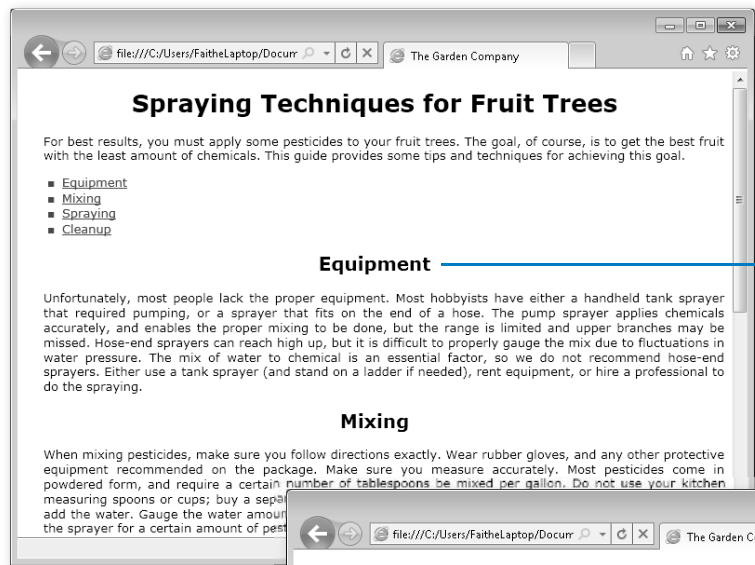 file:///C:/Users/FaitheLaptop/Docum
The Garden Company
Spraying Techniques for Fruit Trees
For best results, you must apply some pesticides to your fruit trees. The goal, of course, is to get the best fruit
with the least amount of chemicals. This guide provides some tips and techniques for achieving this goal.
Equipment
Mixing
Spraying
Cleanup
Equipment
Unfortunately, most people lack the proper equipment. Most hobbyists have either a handheld tank sprayer
that required pumping, or a sprayer that fits on the end of a hose. The pump sprayer applies chemicals
accurately, and enables the proper mixing to be done, but the range is limited and upper branches may be
missed. Hose-end sprayers can reach high up, but it is difficult to properly gauge the mix due to fluctuations in
water pressure. The mix of water to chemical is an essential factor, so we do not recommend hose-end
sprayers. Either use a tank sprayer (and stand on a ladder if needed), rent equipment, or hire a professional to
do the spraying.
Mixing
When mixing pesticides, make sure you follow directions exactly. Wear rubber gloves, and any other protective
equipment recommended on the package. Make sure you measure accurately. Most pesticides come in
powdered form, and require a certain number of tablespoons be mixed per gallon. Do not use your kitchen
measuring spoons or cups; buy a sepa
add the water. Gauge the water amoun
the sprayer for a certain amount of pest
file:///C:/Users/FaitheLaptop/Docum
The Garden C